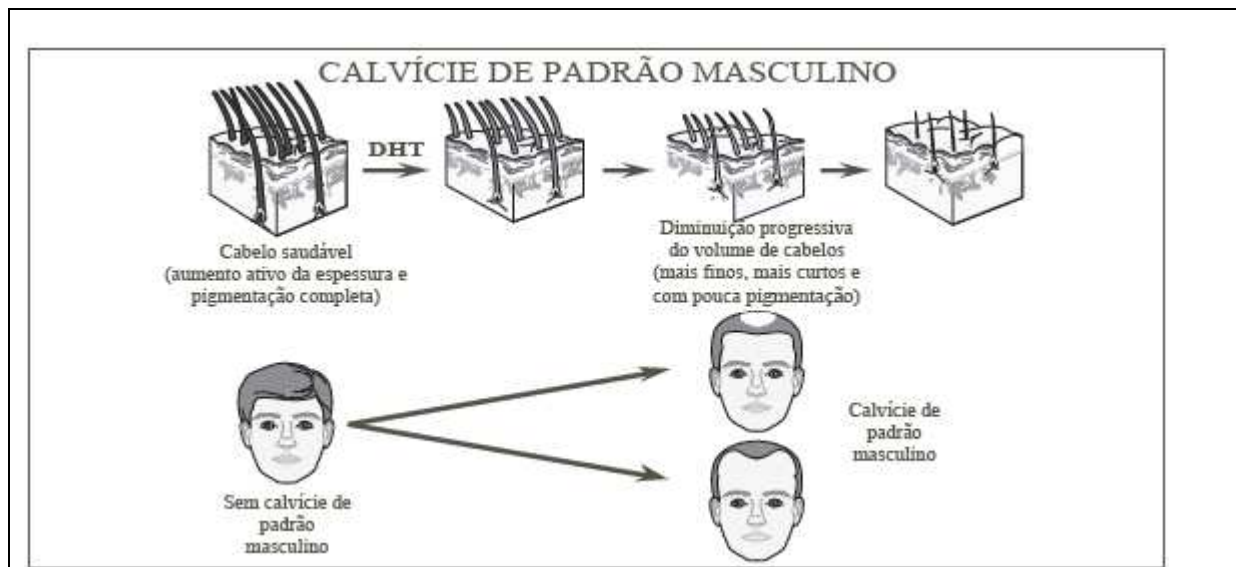 CALVÍCIE DE PADRÃO MASCULINO
DHT
Cabelo saudável
(aumento ativo da espessura e
pigmentação completa)
Diminuição progressiva
do volume de cabelos
(mais finos, mais curtos e
com pouca pigmentação)
Sem calvície de
padrão
masculino
Calvície de
padrão
masculino